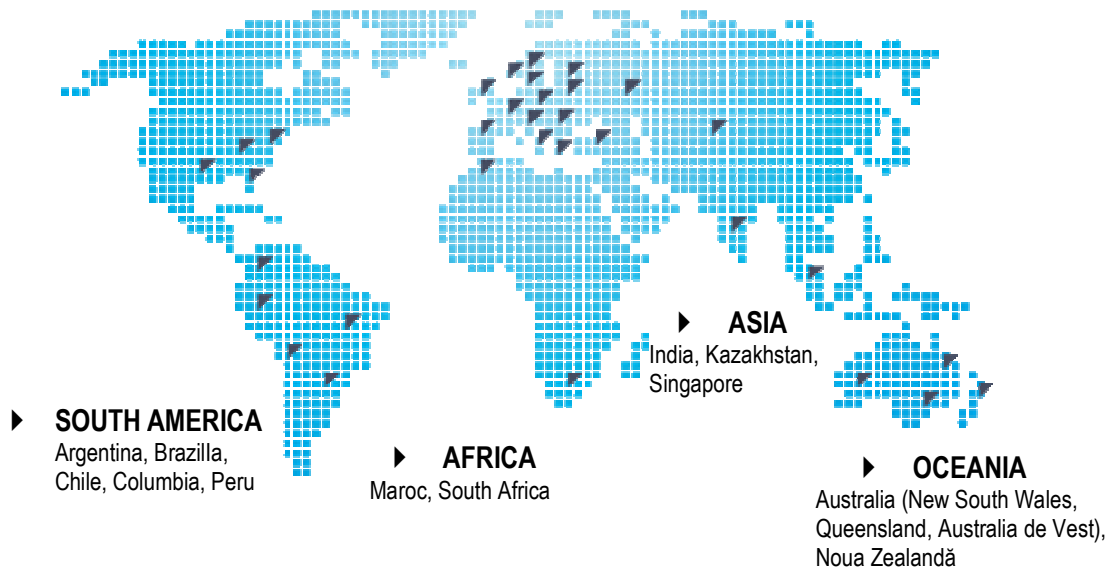 ASIA
India, Kazakhstan,
Singapore
SOUTH AMERICA
Argentina, Brazilla,
Chile, Columbia, Peru
AFRICA
Maroc, South Africa
OCEANIA
Australia (New South Wales,
Queensland, Australia de Vest),
Noua Zealandă